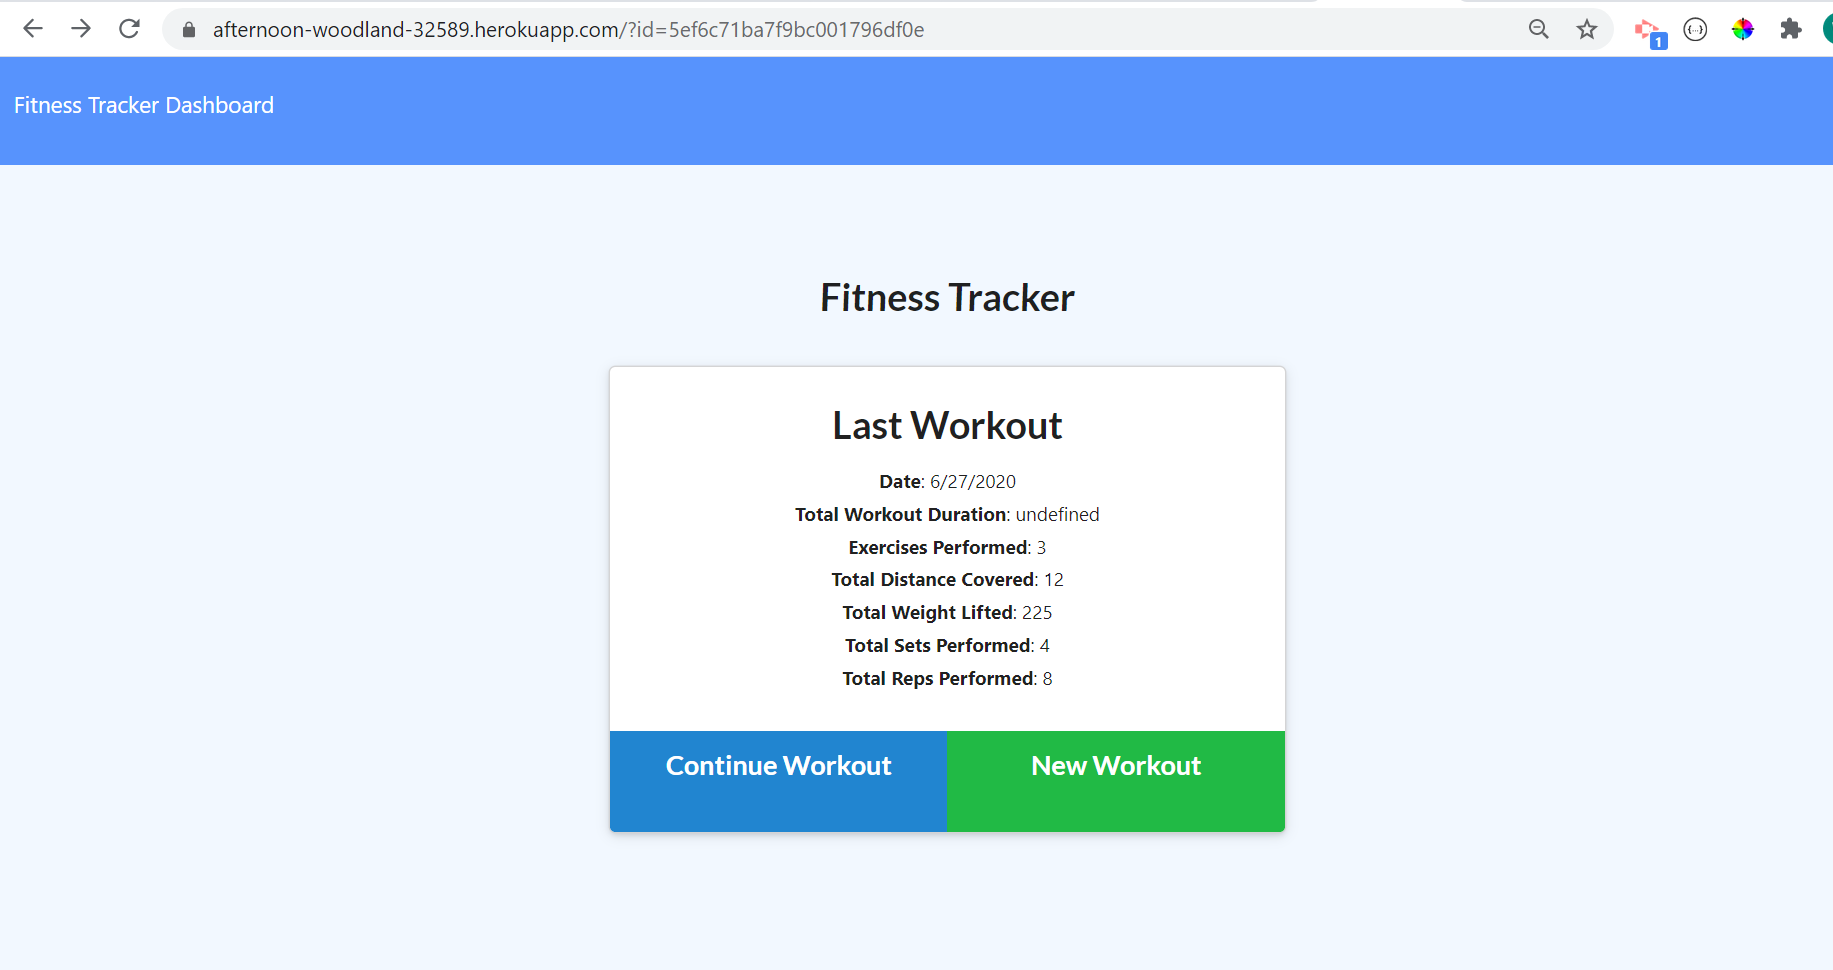 afternoon-woodland-32589.herokuapp.com/?id=5ef6c71ba7f9bc001796df0e
{...}
1
Fitness Tracker Dashboard
Fitness Tracker
Last Workout
Date: 6/27/2020
Total Workout Duration: undefined
Exercises Performed: 3
Total Distance Covered: 12
Total Weight Lifted: 225
Total Sets Performed: 4
Total Reps Performed: 8
Continue Workout
New Workout